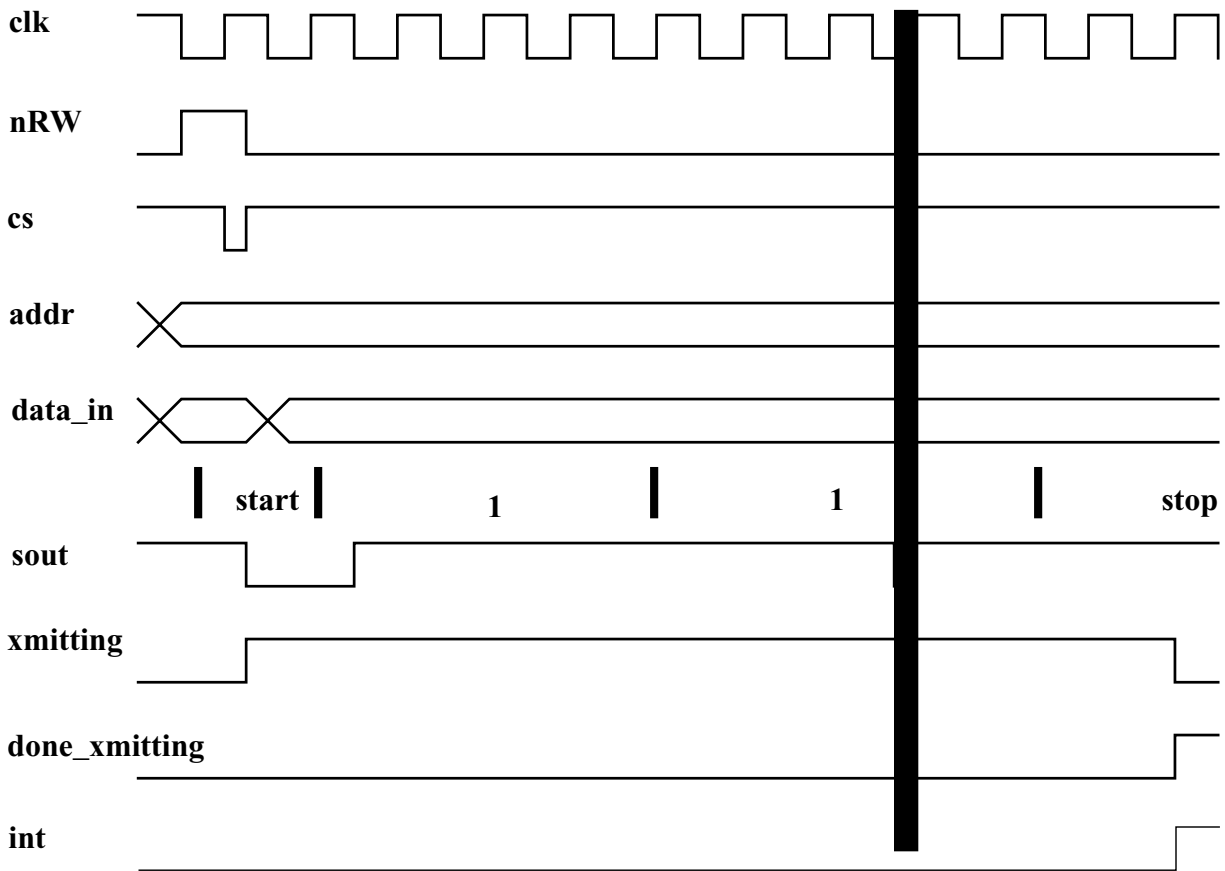 clk
nRW
cs
addr
data_in
start 1 1 stop
sout
xmitting
done_xmitting
int